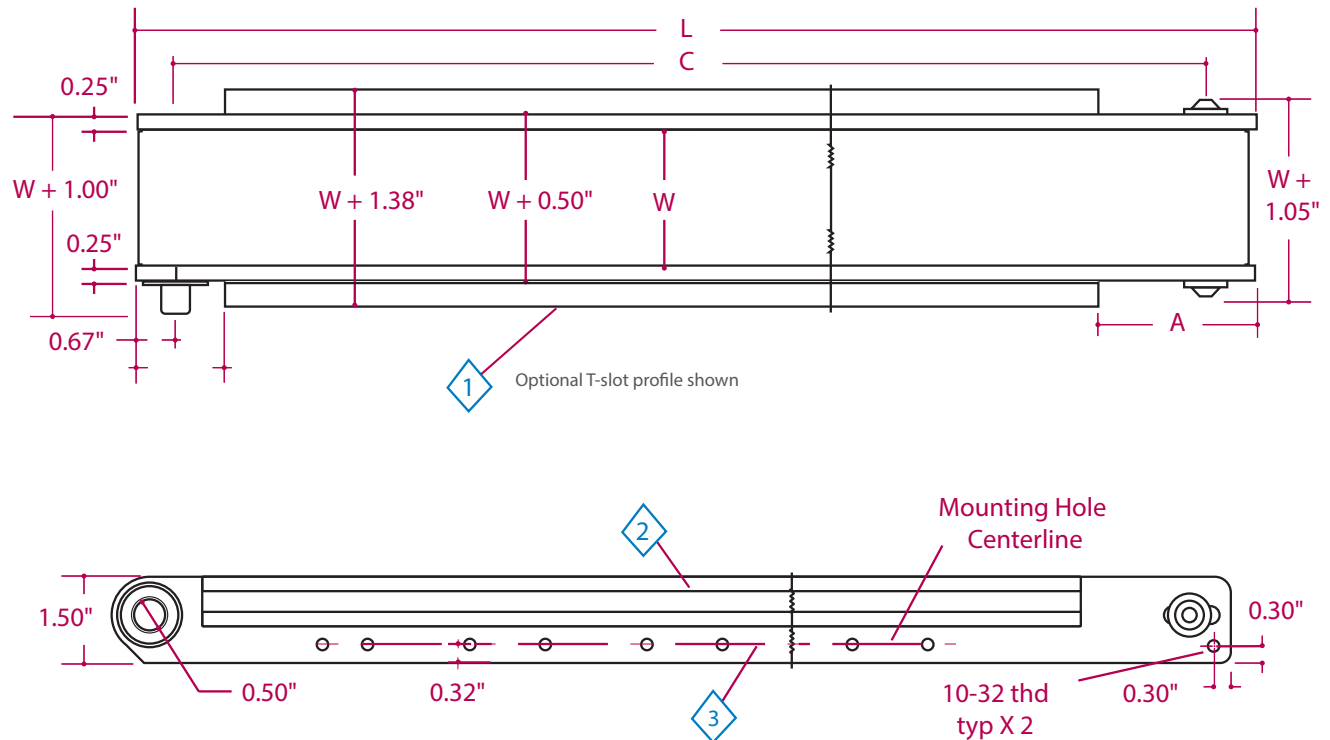 L
C
0.25"
W + 1.00"
W + 1.38"
W + 0.50"
W
W +
1.05"
0.25"
0.67"
A
1
Optional T-slot profile shown
Mounting Hole
Centerline
2
1.50"
0.30"
0.50"
0.32"
10-32 thd
typ X 2
0.30"
3